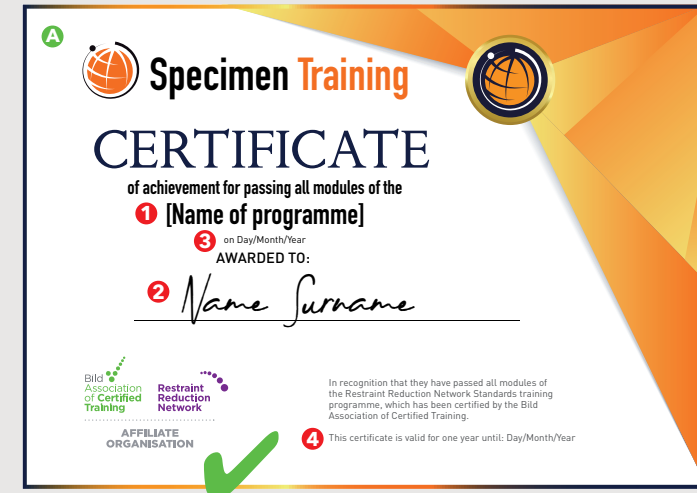 A
Specimen Training
CERTIFICATE
of achievement for passing all modules of the
1 [Name of programme]
3 on Day/Month/Year
AWARDED TO:
2 Name Surname
Bild
Association
of Certified
Training
Restraint
Reduction
Network
AFFILIATE
ORGANISATION
In recognition that they have passed all modules of
the Restraint Reduction Network Standards training
programme, which has been certified by the Bild
Association of Certified Training.
4 This certificate is valid for one year until: Day/Month/Year